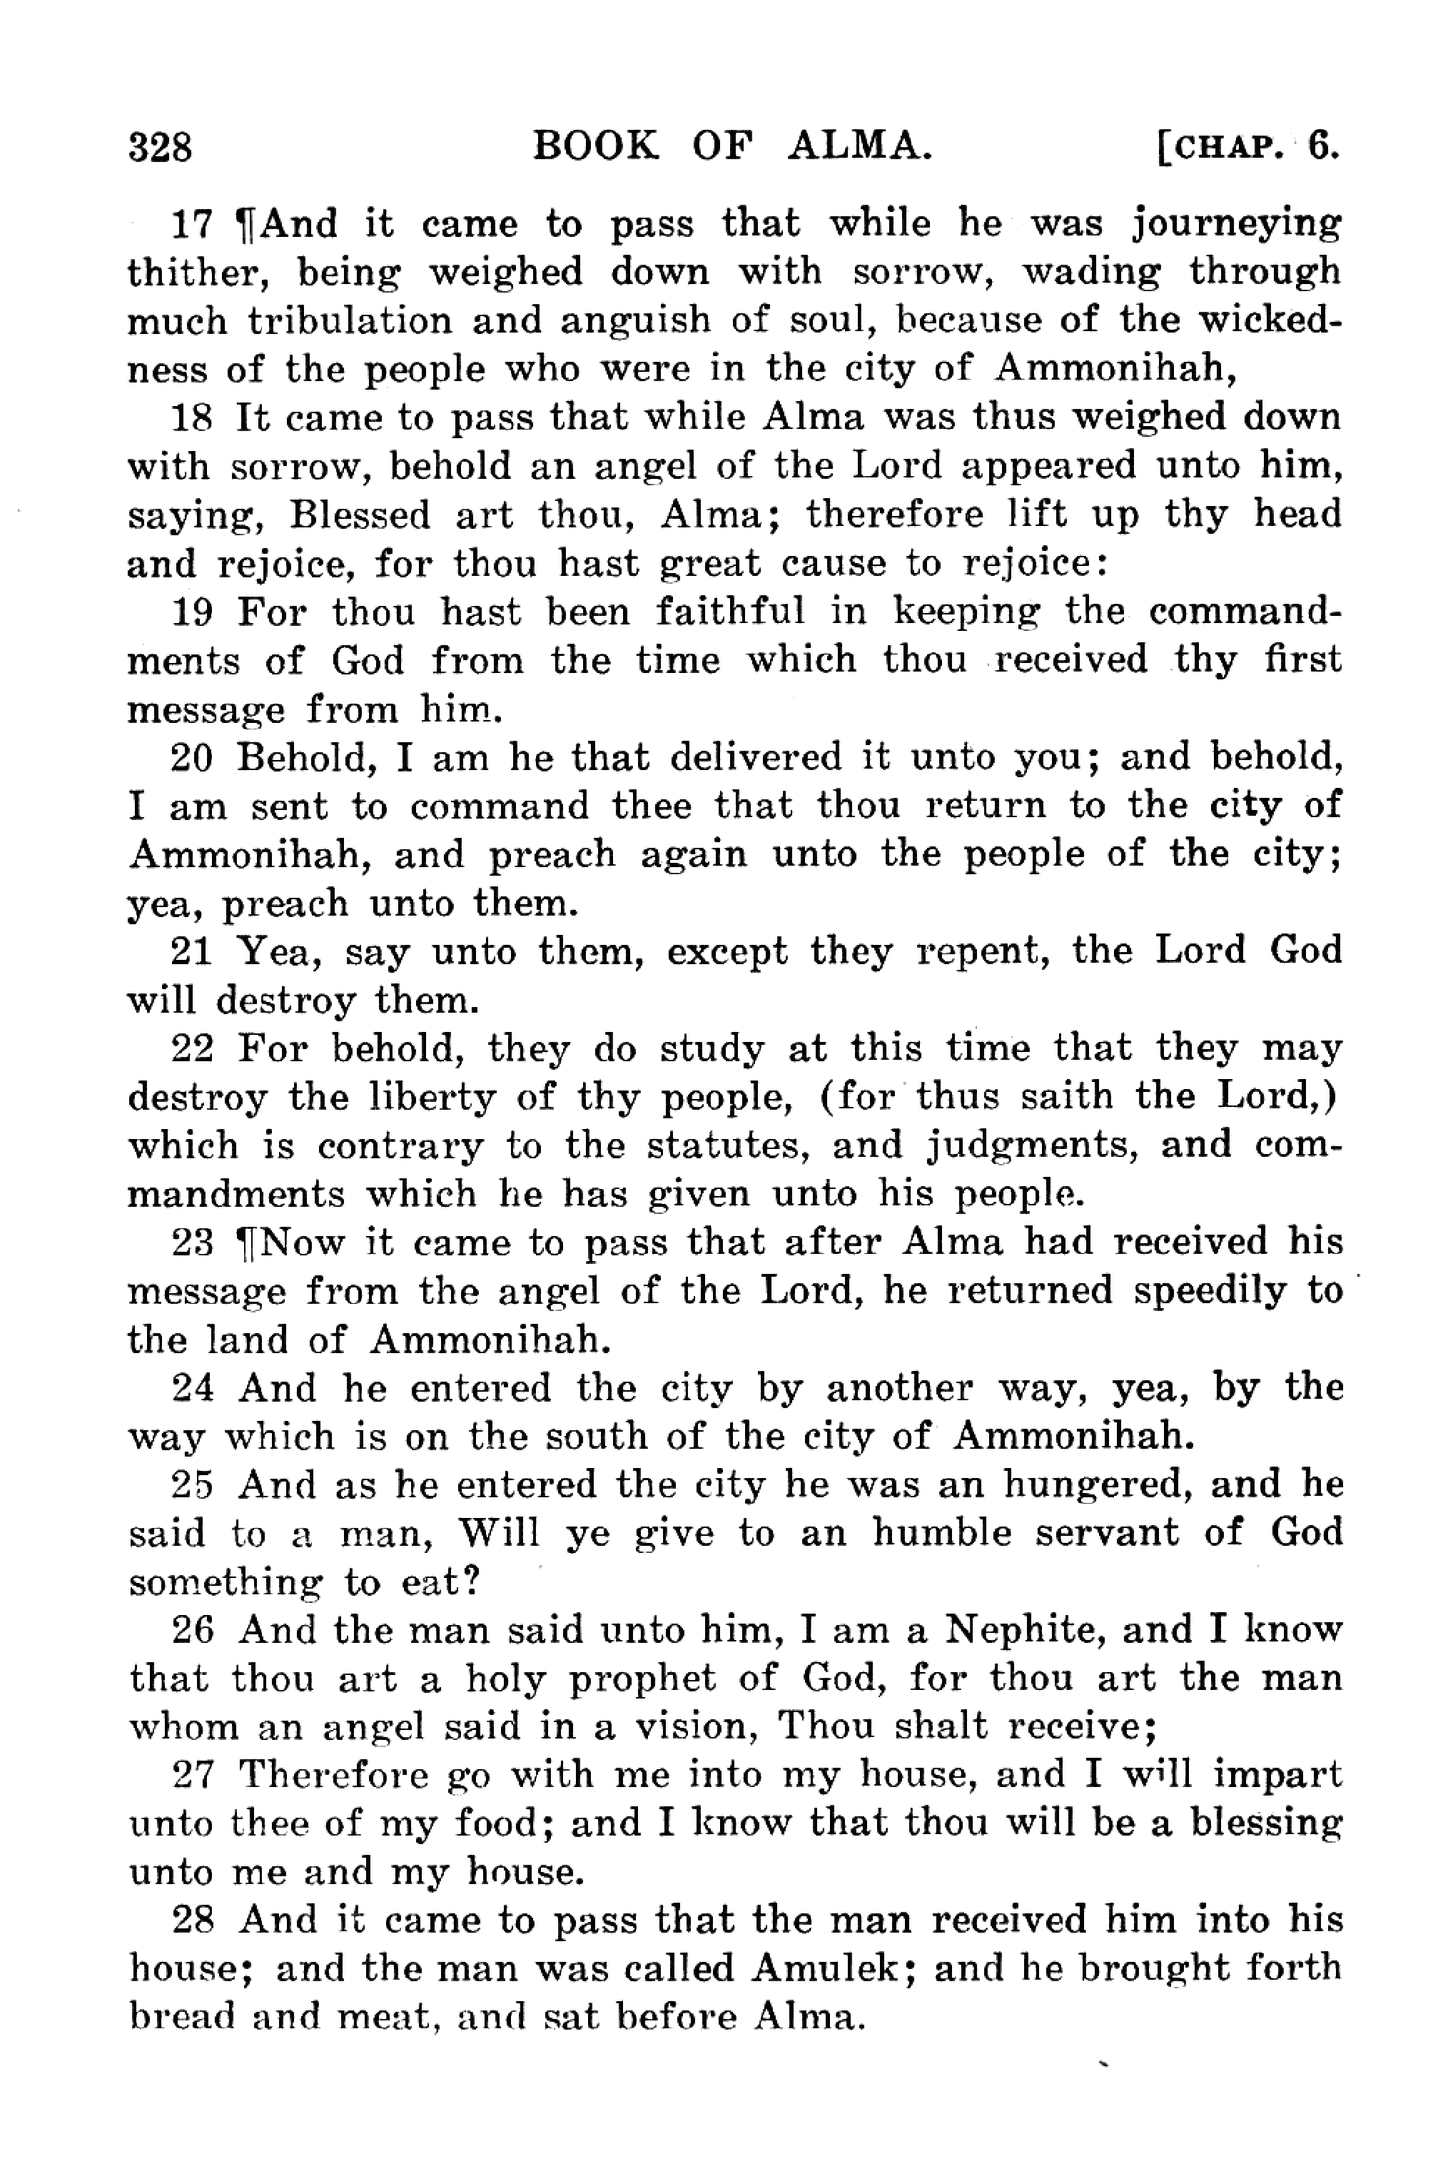 328 BOOK OF ALMA. [CHAP. 6.
17 ¶And it came to pass that while he was journeying
thither, being weighed down with sorrow, wading through
much tribulation and anguish of soul, because of the wicked-
ness of the people who were in the city of Ammonihah,
18 It came to pass that while Alma was thus weighed down
with sorrow, behold an angel of the Lord appeared unto him,
saying, Blessed art thou, Alma; therefore lift up thy head
and rejoice, for thou hast great cause to rejoice:
19 For thou hast been faithful in keeping the command-
ments of God from the time which thou received thy first
message from him.
20 Behold, I am he that delivered it unto you; and behold,
I am sent to command thee that thou return to the city of
Ammonihah, and preach again unto the people of the city;
yea, preach unto them.
21 Yea, say unto them, except they repent, the Lord God
will destroy them.
22 For behold, they do study at this time that they may
destroy the liberty of thy people, (for thus saith the Lord,)
which is contrary to the statutes, and judgments, and com-
mandments which he has given unto his people.
23 ¶Now it came to pass that after Alma had received his
message from the angel of the Lord, he returned speedily to
the land of Ammonihah.
24 And he entered the city by another way, yea, by the
way which is on the south of the city of Ammonihah.
25 And as he entered the city he was an hungered, and he
said to a man, Will ye give to an humble servant of God
something to eat?
26 And the man said unto him, I am a Nephite, and I know
that thou art a holy prophet of God, for thou art the man
whom an angel said in a vision, Thou shalt receive;
27 Therefore go with me into my house, and I will impart
unto thee of my food; and I know that thou will be a blessing
unto me and my house.
28 And it came to pass that the man received him into his
house; and the man was called Amulek; and he brought forth
bread and meat, and sat before Alma.